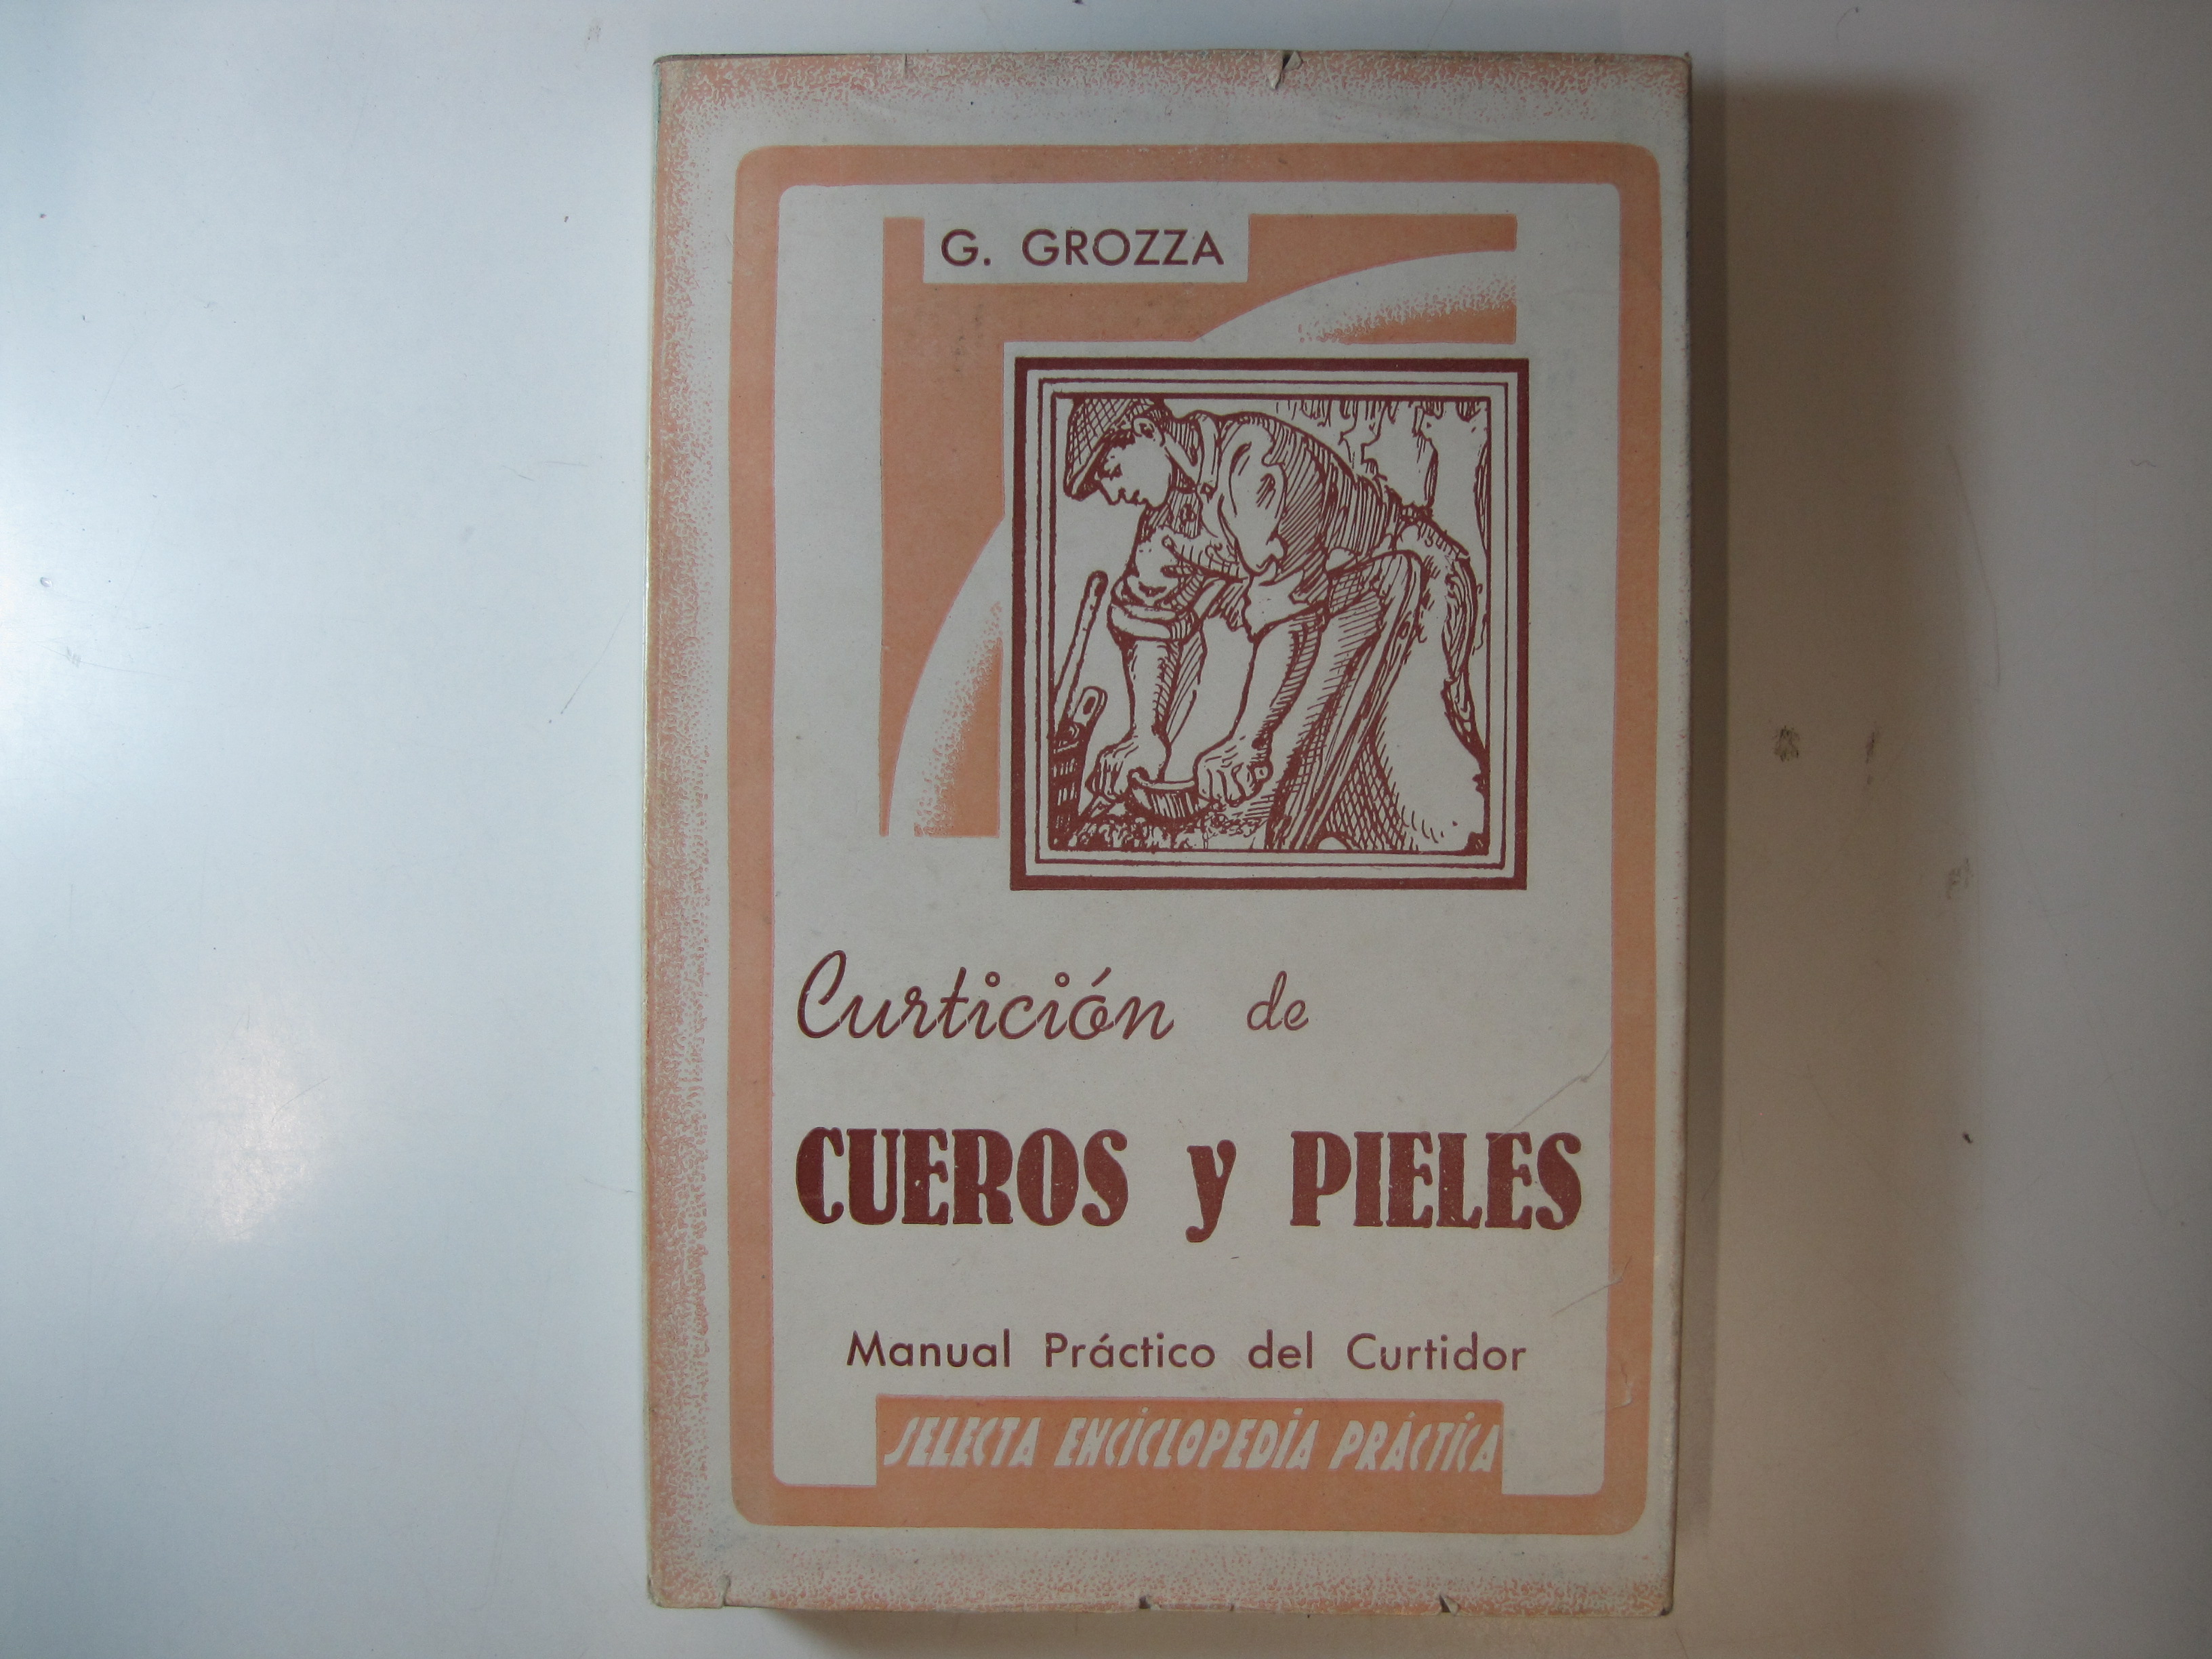 G. GROZZA
Curtición de
CUEROS y PIELES
Manual Práctico del Curtidor
SELECTA ENCICLOPEDIA PRÁCTICA